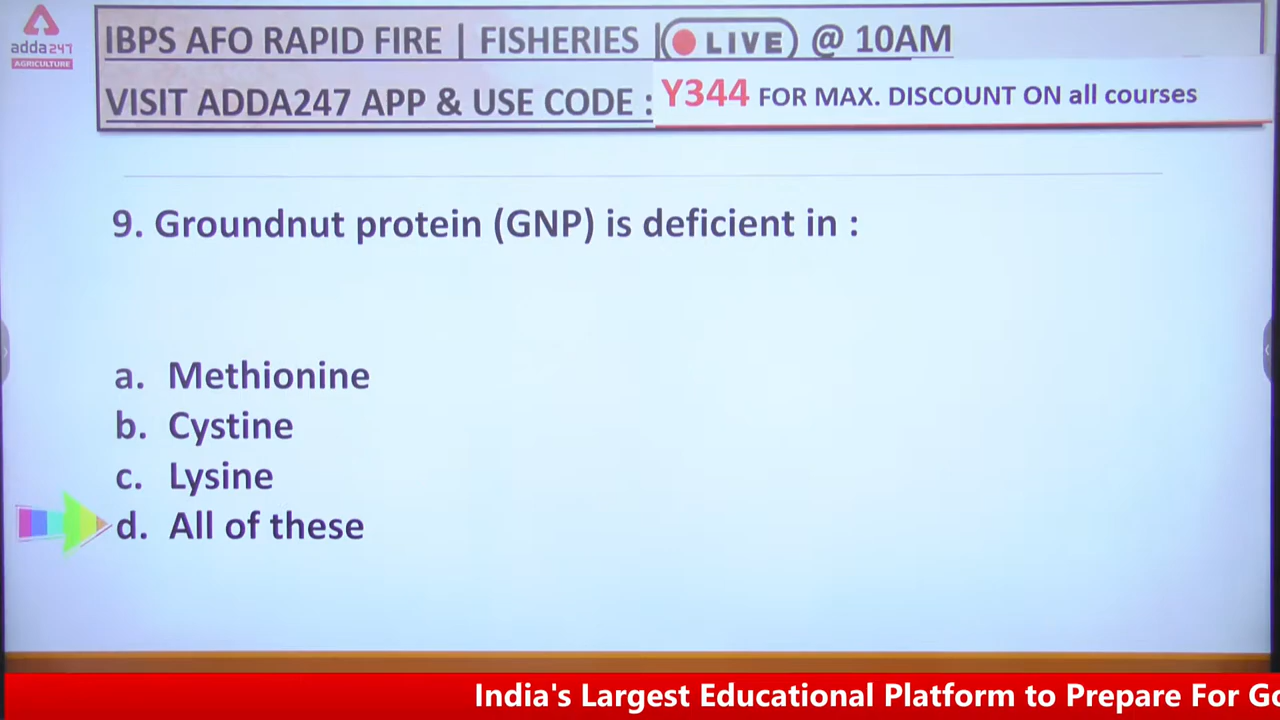 adda247
AGRICULTURE
IBPS AFO RAPID FIRE | FISHERIES | LIVE @ 10AM
VISIT ADDA247 APP & USE CODE : Y344 FOR MAX. DISCOUNT ON all courses
9. Groundnut protein (GNP) is deficient in :
a. Methionine
b. Cystine
c. Lysine
d. All of these
India's Largest Educational Platform to Prepare For